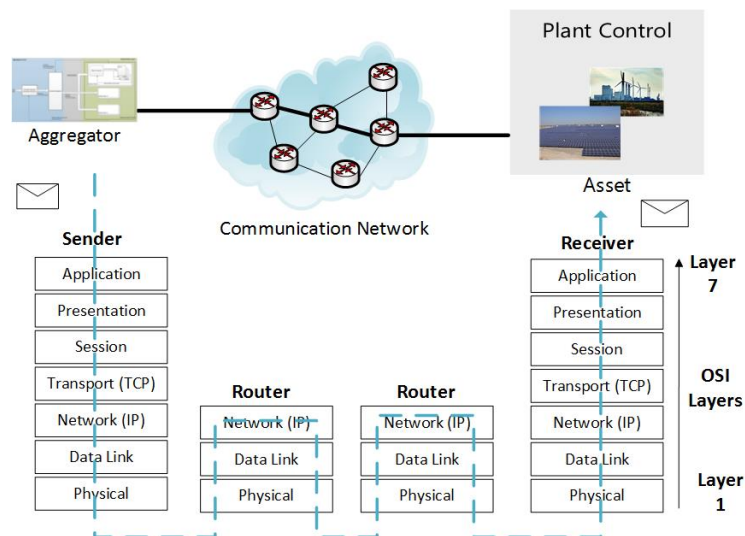 Plant Control
Aggregator
Asset
Communication Network
Sender
Application
Presentation
Session
Transport (TCP)
Network (IP)
Data Link
Physical
Router
Network (IP)
Data Link
Physical
Router
Network (IP)
Data Link
Physical
Receiver
Application
Presentation
Session
Transport (TCP)
Network (IP)
Data Link
Physical
Layer
7
OSI
Layers
Layer
1